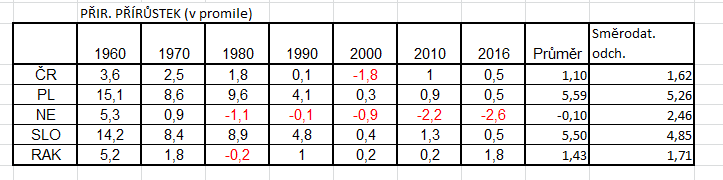 PŘIR. PŘÍRŮSTEK (v promile)
1960 1970 1980 1990 2000 2010 2016 Průměr Směrodat. odch.
ČR 3,6 2,5 1,8 0,1 -1,8 1 0,5 1,10 1,62
PL 15,1 8,6 9,6 4,1 0,3 0,9 0,5 5,59 5,26
NE 5,3 0,9 -1,1 -0,1 -0,9 -2,2 -2,6 -0,10 2,46
SLO 14,2 8,4 8,9 4,8 0,4 1,3 0,5 5,50 4,85
RAK 5,2 1,8 -0,2 1 0,2 0,2 1,8 1,43 1,71